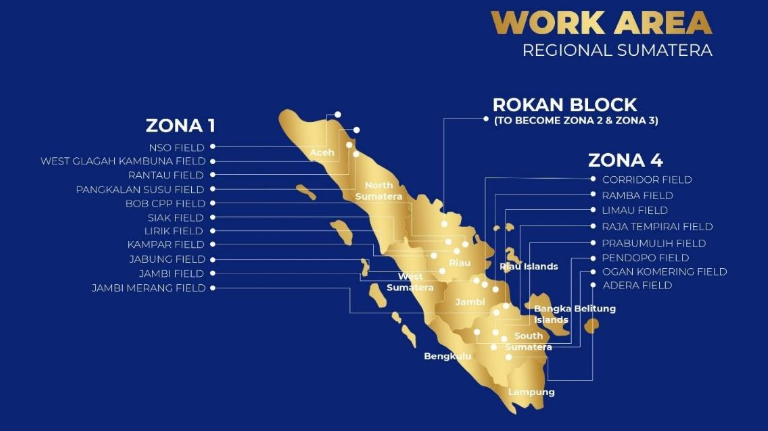 WORK AREA
REGIONAL SUMATERA
ZONA 1
NSO FIELD
WEST GLAGAH KAMBUNA FIELD
RANTAU FIELD
PANGKALAN SUSU FIELD
BOB CPP FIELD
SIAK FIELD
LIRIK FIELD
KAMPAR FIELD
JABUNG FIELD
JAMBI FIELD
JAMBI MERANG FIELD
ROKAN BLOCK
(TO BECOME ZONA 2 & ZONA 3)
ZONA 4
CORRIDOR FIELD
RAMBA FIELD
LIMAU FIELD
RAJA TEMPIRAI FIELD
PRABUMULIH FIELD
PENDOPO FIELD
OGAN KOMERING FIELD
ADERA FIELD
Aceh
North
Sumatera
Riau
Riau Islands
West
Sumatera
Jambi
Bangka Belitung
Islands
South
Sumatera
Bengkulu
Lampung